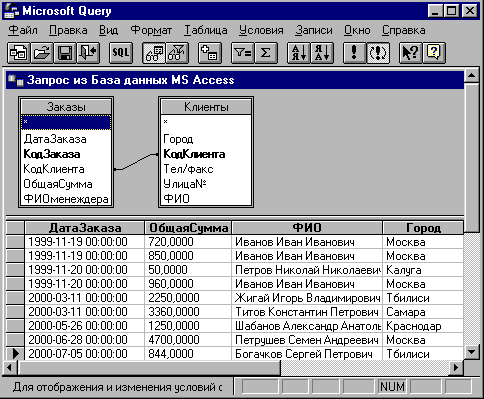 Microsoft Query
Файл Правка Вид Формат Таблица Условия Записи Окно Справка
SQL
Запрос из База данных MS Access
Заказы
*
ДатаЗаказа
КодЗаказа
КодКлиента
ОбщаяСумма
ФИОменеждера
Клиенты
*
Город
КодКлиента
Тел/факс
Улица№
ФИО
ДатаЗаказа ОбщаяСумма ФИО Город
1999-11-19 00:00:00 720,0000 Иванов Иван Иванович Москва
1999-11-19 00:00:00 850,0000 Иванов Иван Иванович Москва
1999-11-20 00:00:00 50,0000 Петров Николай Николаевич Калуга
1999-11-20 00:00:00 960,0000 Иванов Иван Иванович Москва
2000-03-11 00:00:00 2250,0000 Жигай Игорь Владимирович Тбилиси
2000-03-11 00:00:00 3360,0000 Титов Константин Петрович Самара
2000-05-26 00:00:00 1250,0000 Шабанов Александр Анатоль Краснодар
2000-06-28 00:00:00 4700,0000 Петрушев Семен Андреевич Москва
2000-07-05 00:00:00 844,0000 Богачков Сергей Петрович Тбилиси
Для отображения и изменения условий с NUM